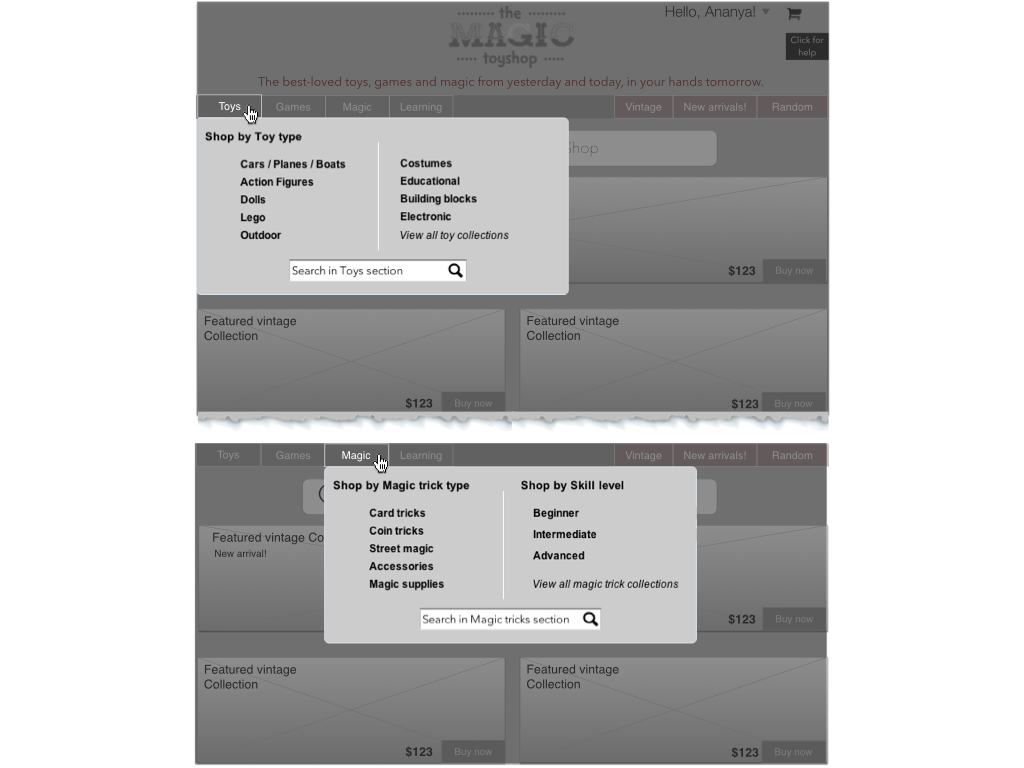 Hello, Ananya!
the
MAGIC
toyshop
Click for
help
The best-loved toys, games and magic from yesterday and today, in your hands tomorrow.
Toys Games Magic Learning Vintage New arrivals! Random
Shop by Toy type
Shop
Cars / Planes / Boats
Action Figures
Dolls
Lego
Outdoor
Costumes
Educational
Building blocks
Electronic
View all toy collections
Search in Toys section
$123 Buy now
Featured vintage
Collection
$123 Buy now
Featured vintage
Collection
$123 Buy now
Toys Games Magic Learning Vintage New arrivals! Random
Shop by Magic trick type
Card tricks
Coin tricks
Street magic
Accessories
Magic supplies
Shop by Skill level
Beginner
Intermediate
Advanced
View all magic trick collections
Search in Magic tricks section
Featured vintage Co
New arrival!
$123 Buy now
Featured vintage
Collection
$123 Buy now
Featured vintage
Collection
$123 Buy now